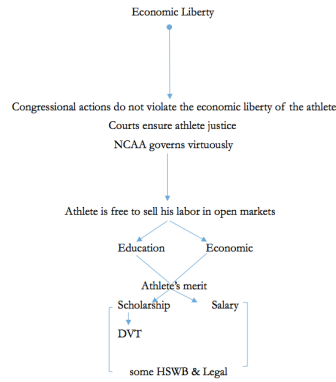 Economic Liberty
Congressional actions do not violate the economic liberty of the athlete
Courts ensure athlete justice
NCAA governs virtuously
Athlete is free to sell his labor in open markets
Education Economic
Athlete's merit
Scholarship Salary
DVT
some HSWB & Legal